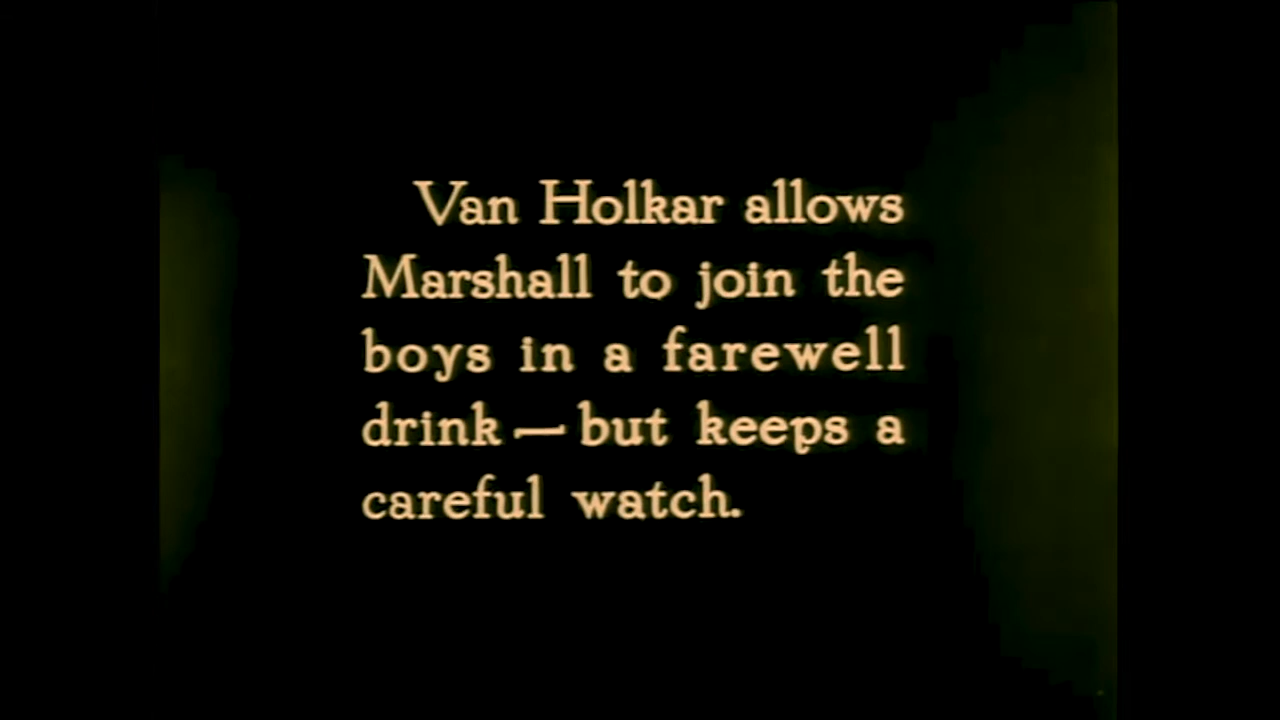 Van Holkar allows
Marshall to join the
boys in a farewell
drink — but keeps a
careful watch.